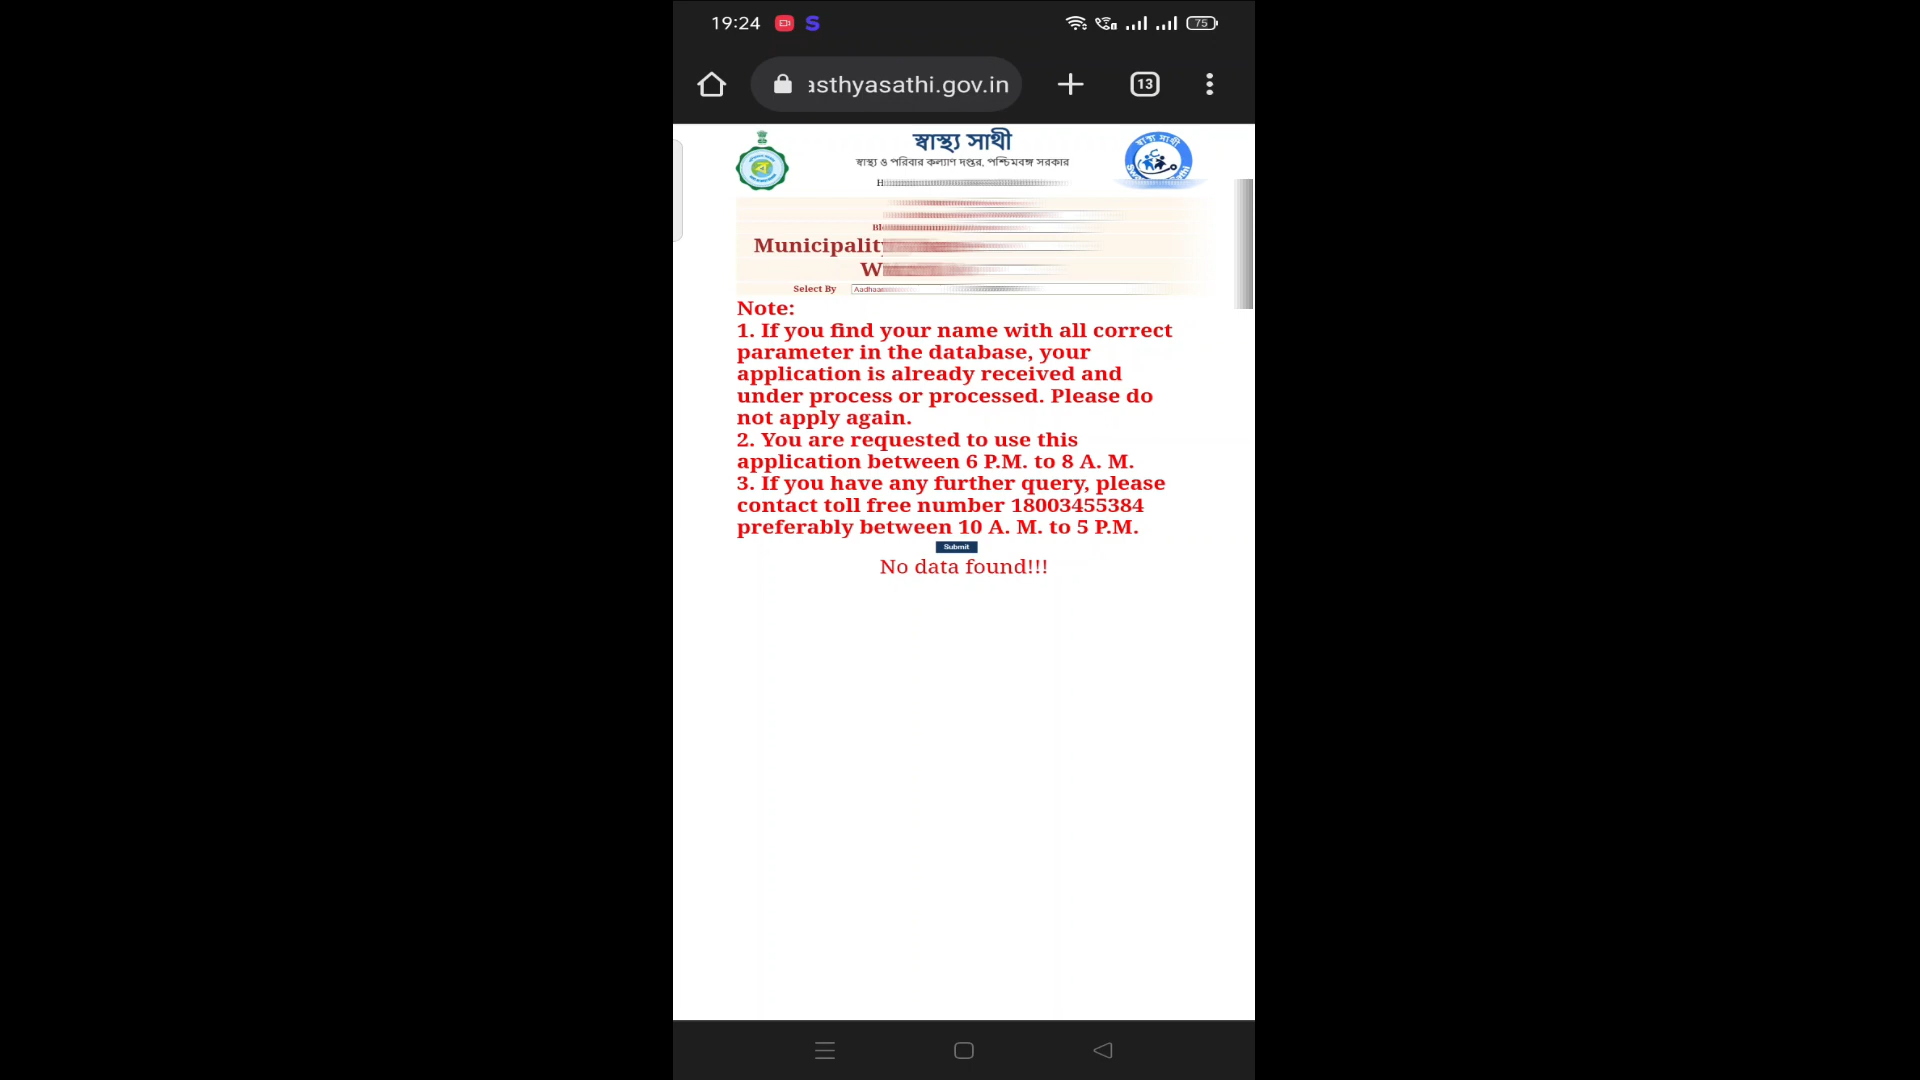 19:24
75
asthyasathi.gov.in
13
স্বাস্থ্য সাথী
স্বাস্থ্য ও পরিবার কল্যাণ দপ্তর, পশ্চিমবঙ্গ সরকার
Select By
Note:
1. If you find your name with all correct
parameter in the database, your
application is already received and
under process or processed. Please do
not apply again.
2. You are requested to use this
application between 6 P.M. to 8 A. M.
3. If you have any further query, please
contact toll free number 18003455384
preferably between 10 A. M. to 5 P.M.
Submit
No data found!!!